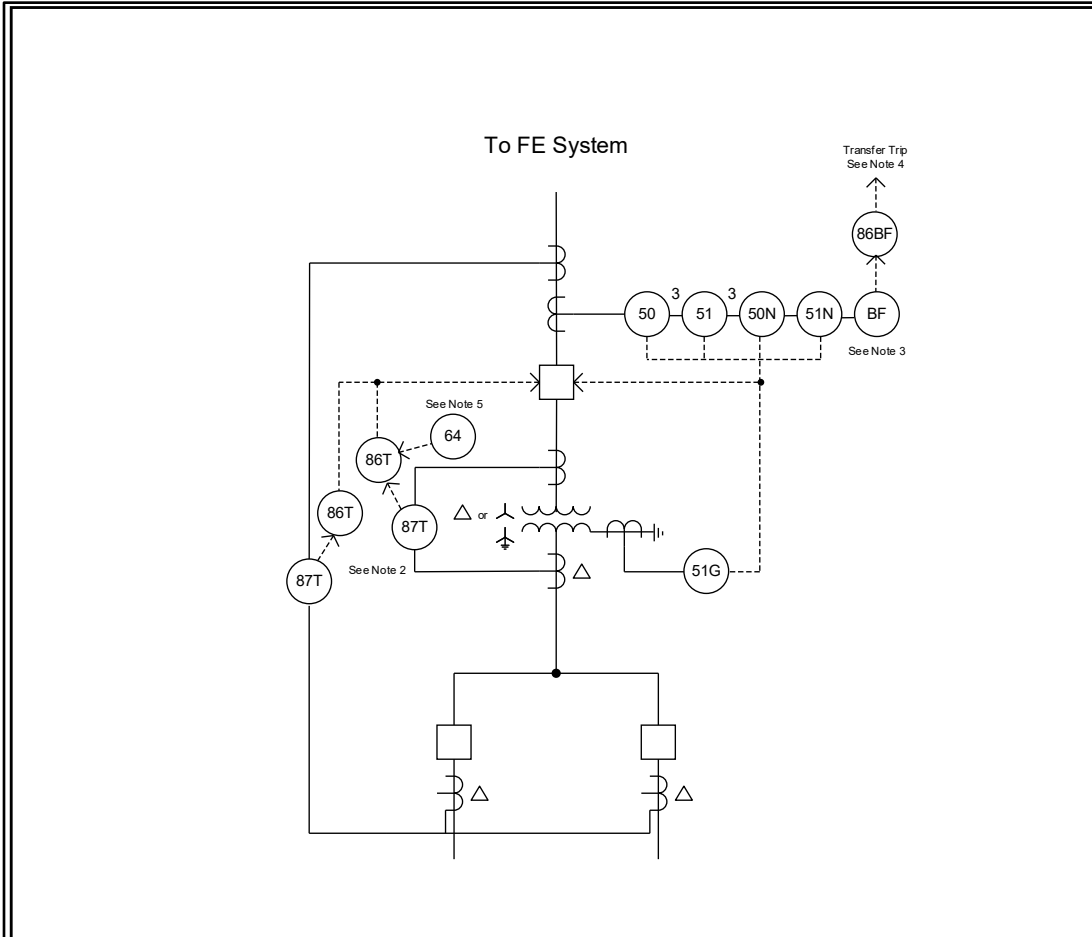 To FE System
Transfer Trip
See Note 4
86BF
3
3
50
51
50N
51N
BF
See Note 3
See Note 5
64
86T
86T
87T
or
See Note 2
87T
51G